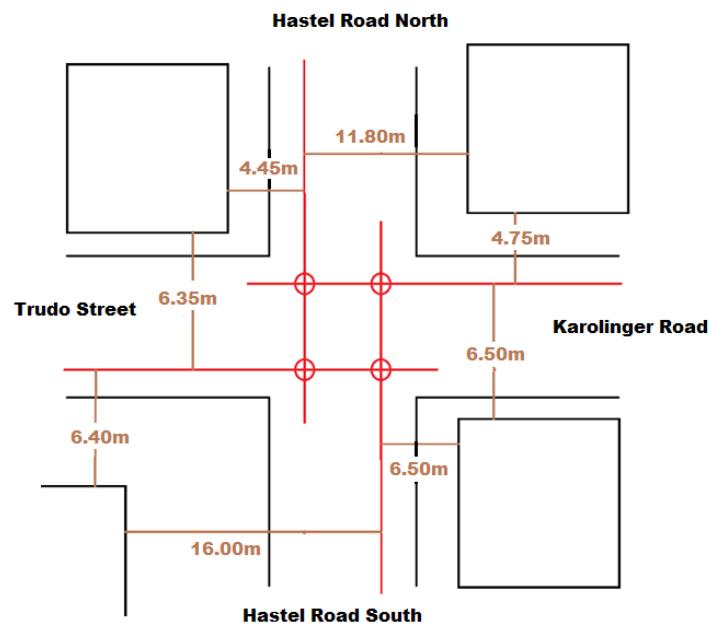 Hastel Road North
11.80m
4.45m
4.75m
6.35m
Trudo Street
Karolinger Road
6.50m
6.40m
6.50m
16.00m
Hastel Road South